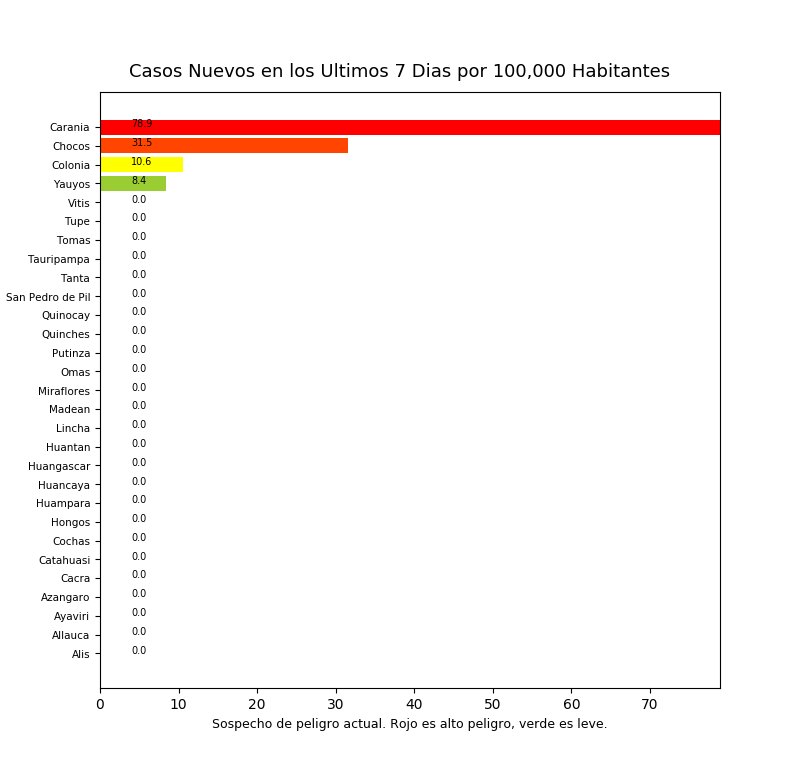 Casos Nuevos en los Ultimos 7 Dias por 100,000 Habitantes
Carania 78.9
Chocos 31.5
Colonia 10.6
Yauyos 8.4
Vitis 0.0
Tupe 0.0
Tomas 0.0
Tauripampa 0.0
Tanta 0.0
San Pedro de Pil 0.0
Quinocay 0.0
Quinches 0.0
Putinza 0.0
Omas 0.0
Miraflores 0.0
Madean 0.0
Lincha 0.0
Huantan 0.0
Huangascar 0.0
Huancaya 0.0
Huampara 0.0
Hongos 0.0
Cochas 0.0
Catahuasi 0.0
Cacra 0.0
Azangaro 0.0
Ayaviri 0.0
Allauca 0.0
Alis 0.0
0 10 20 30 40 50 60 70
Sospecho de peligro actual. Rojo es alto peligro, verde es leve.